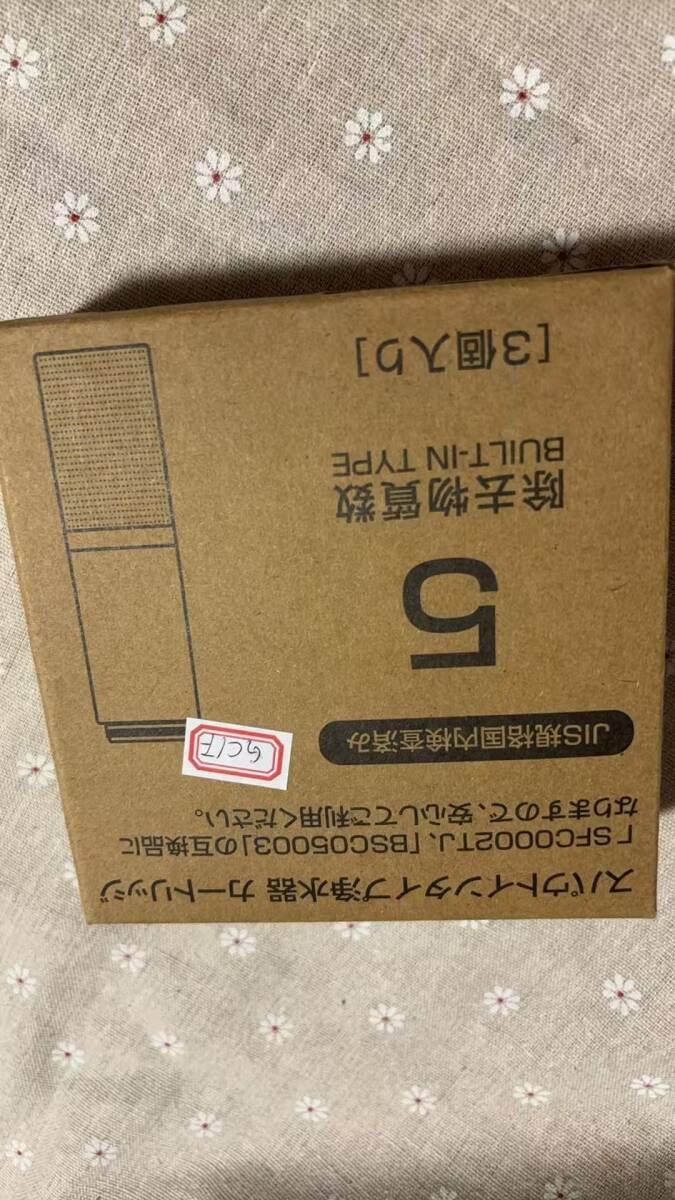 スパウトインタイプ浄水器 カートリッジ
「SFC0002TJ、「BSC05003」の互換品に
なりますので、安心してご利用ください。
JIS規格国内検査済み
5
除去物質数
BUILT-IN TYPE
[3個入り]